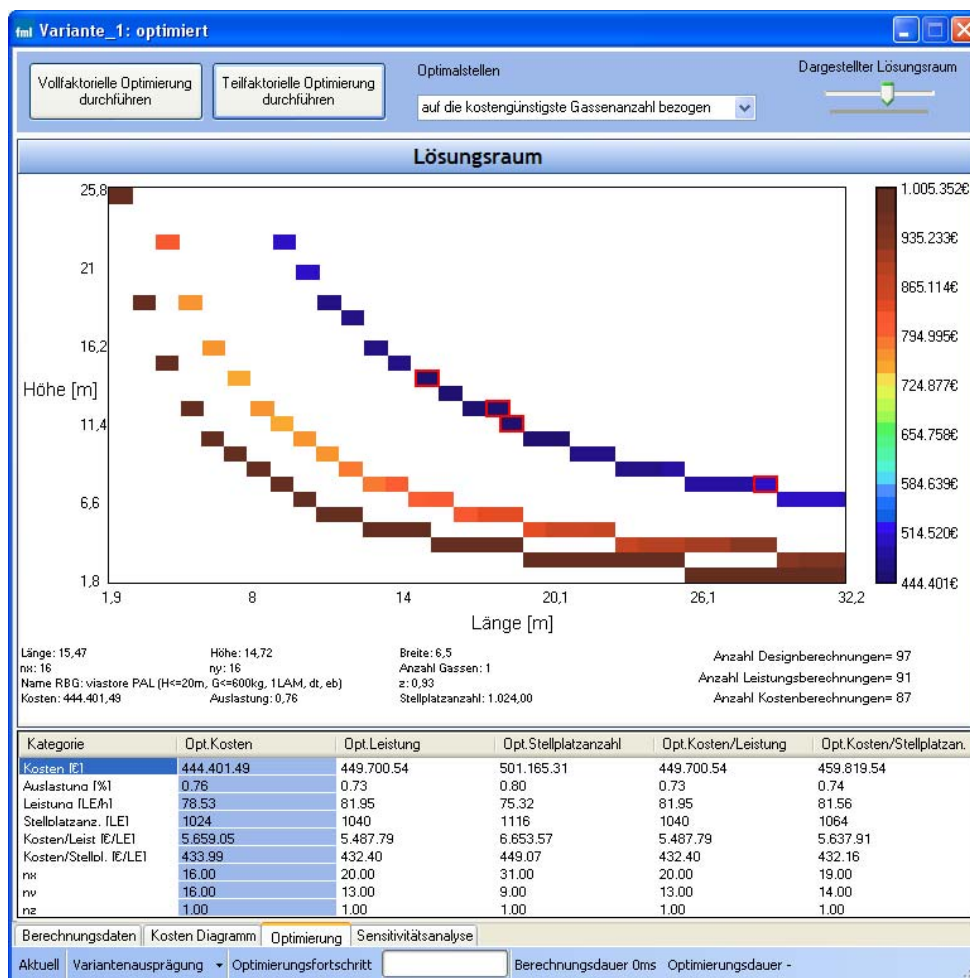 fml Variante_1: optimiert
Vollfaktorielle Optimierung durchführen
Teilfaktorielle Optimierung durchführen
Optimalstellen
auf die kostengünstigste Gassenanzahl bezogen
Dargestellter Lösungsraum
Lösungsraum
25,8
21
16,2
Höhe [m]
11,4
6,6
1,8
1,9 8 14 20,1 26,1 32,2
Länge [m]
1.005.352€
935.233€
865.114€
794.995€
724.877€
654.758€
584.639€
514.520€
444.401€
Länge: 15,47 Höhe: 14,72 Breite: 6,5
nx: 16 ny: 16 Anzahl Gassen: 1
Name RBG: viastore PAL (H<=20m, G<=600kg, 1LAM, dt, eb) z: 0,93
Kosten: 444.401,49 Auslastung: 0,76 Stellplatzanzahl: 1.024,00
Anzahl Designberechnungen= 97
Anzahl Leistungsberechnungen= 91
Anzahl Kostenberechnungen= 87
Kategorie Opt.Kosten Opt.Leistung Opt.Stellplatzanzahl Opt.Kosten/Leistung Opt.Kosten/Stellplatzan.
Kosten [€] 444.401.49 449.700.54 501.165.31 449.700.54 459.819.54
Auslastung [%] 0.76 0.73 0.80 0.73 0.74
Leistung [LE/h] 78.53 81.95 75.32 81.95 81.56
Stellplatzanz. [LE] 1024 1040 1116 1040 1064
Kosten/Leist [€/LE] 5.659.05 5.487.79 6.653.57 5.487.79 5.637.91
Kosten/Stellpl. [€/LE] 433.99 432.40 449.07 432.40 432.16
nx 16.00 20.00 31.00 20.00 19.00
ny 16.00 13.00 9.00 13.00 14.00
nz 1.00 1.00 1.00 1.00 1.00
Berechnungsdaten Kosten Diagramm Optimierung Sensitivitätsanalyse
Aktuell Variantenausprägung Optimierungsfortschritt Berechnungsdauer 0ms Optimierungsdauer -